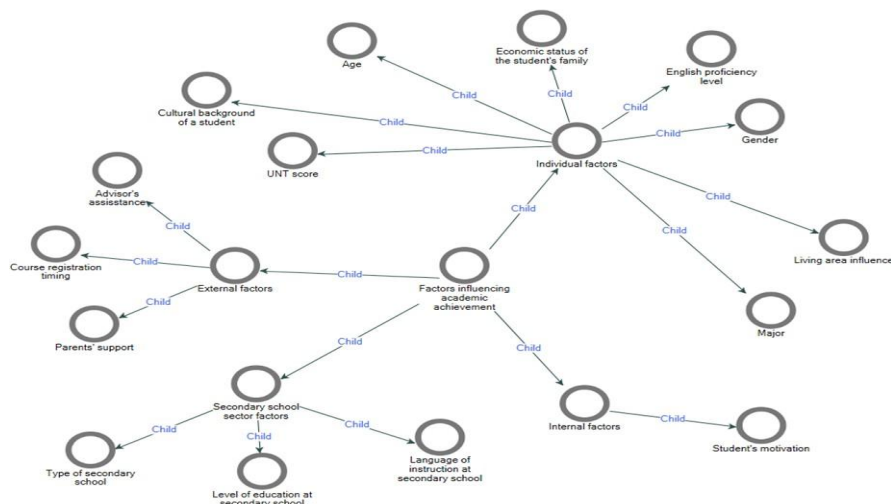 Economic status of
the student's family
Age
English proficiency
level
Child
Child
Child
Cultural background
of a student
Child
Child
Gender
UNT score
Child
Individual factors
Advisor's
assisstance
Child
Child
Child
Child
Child
Living area influence
Course registration
timing
Child
External factors
Child
Factors influencing
academic
achievement
Child
Parents' support
Major
Child
Child
Secondary school
sector factors
Child
Child
Child
Internal factors
Child
Student's motivation
Type of secondary
school
Language of
instruction at
secondary school
Level of education at
secondary school